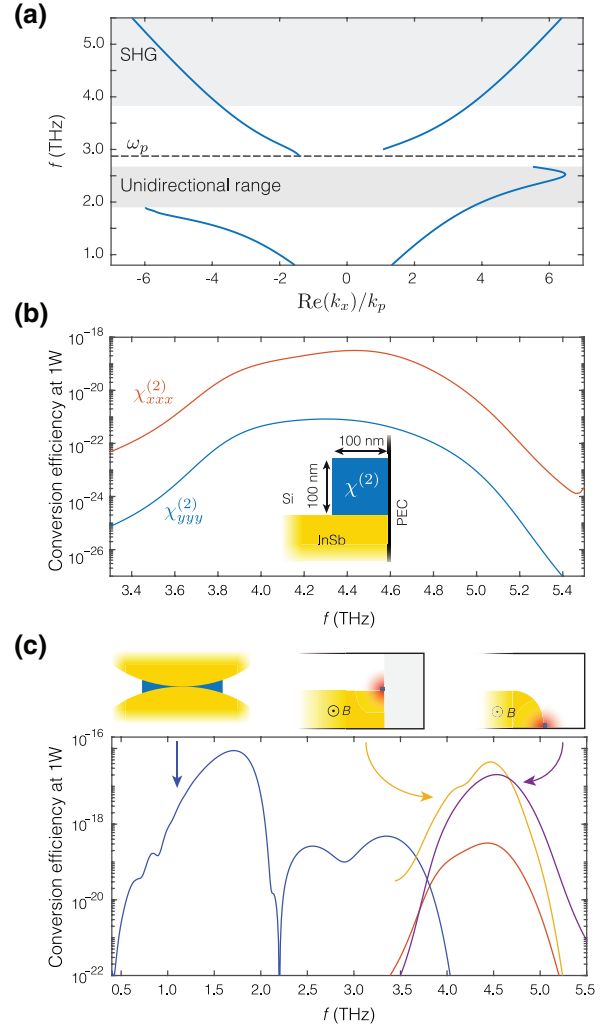 (a)
5.0
4.0
3.0
2.0
1.0
f (THz)
SHG
ω_p
Unidirectional range
-6 -4 -2 0 2 4 6
Re(k_x)/k_p
(b)
10^-18
10^-20
10^-22
10^-24
10^-26
Conversion efficiency at 1W
χ^(2)_xxx
χ^(2)_yyy
100 nm
100 nm
χ^(2)
Si
PEC
InSb
3.4 3.6 3.8 4.0 4.2 4.4 4.6 4.8 5.0 5.2 5.4
f (THz)
(c)
B
B
10^-16
10^-18
10^-20
10^-22
Conversion efficiency at 1W
0.5 1.0 1.5 2.0 2.5 3.0 3.5 4.0 4.5 5.0 5.5
f (THz)